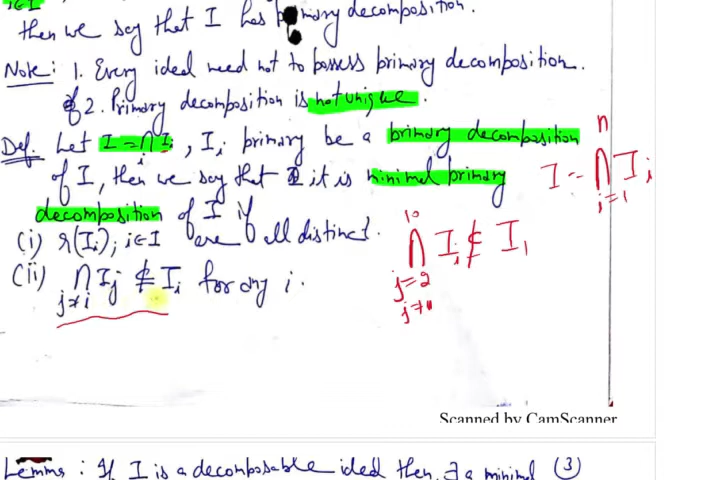 i∈I
then we say that I has primary decomposition.
Note: 1. Every ideal need not to possess primary decomposition.
2. Primary decomposition is not unique.
Def. Let I = ∩ Ii, Ii primary be a primary decomposition
i
of I, then we say that it is minimal primary
decomposition of I if
(i) r(Ii); i∈I are all distinct.
(ii) ∩ Ij ⊈ Ii for any i.
j≠i
n
I = ∩ Ii
i=1
10
∩ Ii ⊈ I1
j=2
Scanned by CamScanner
Lemma: If I is a decomposable ideal then ∃ a minimal (3)